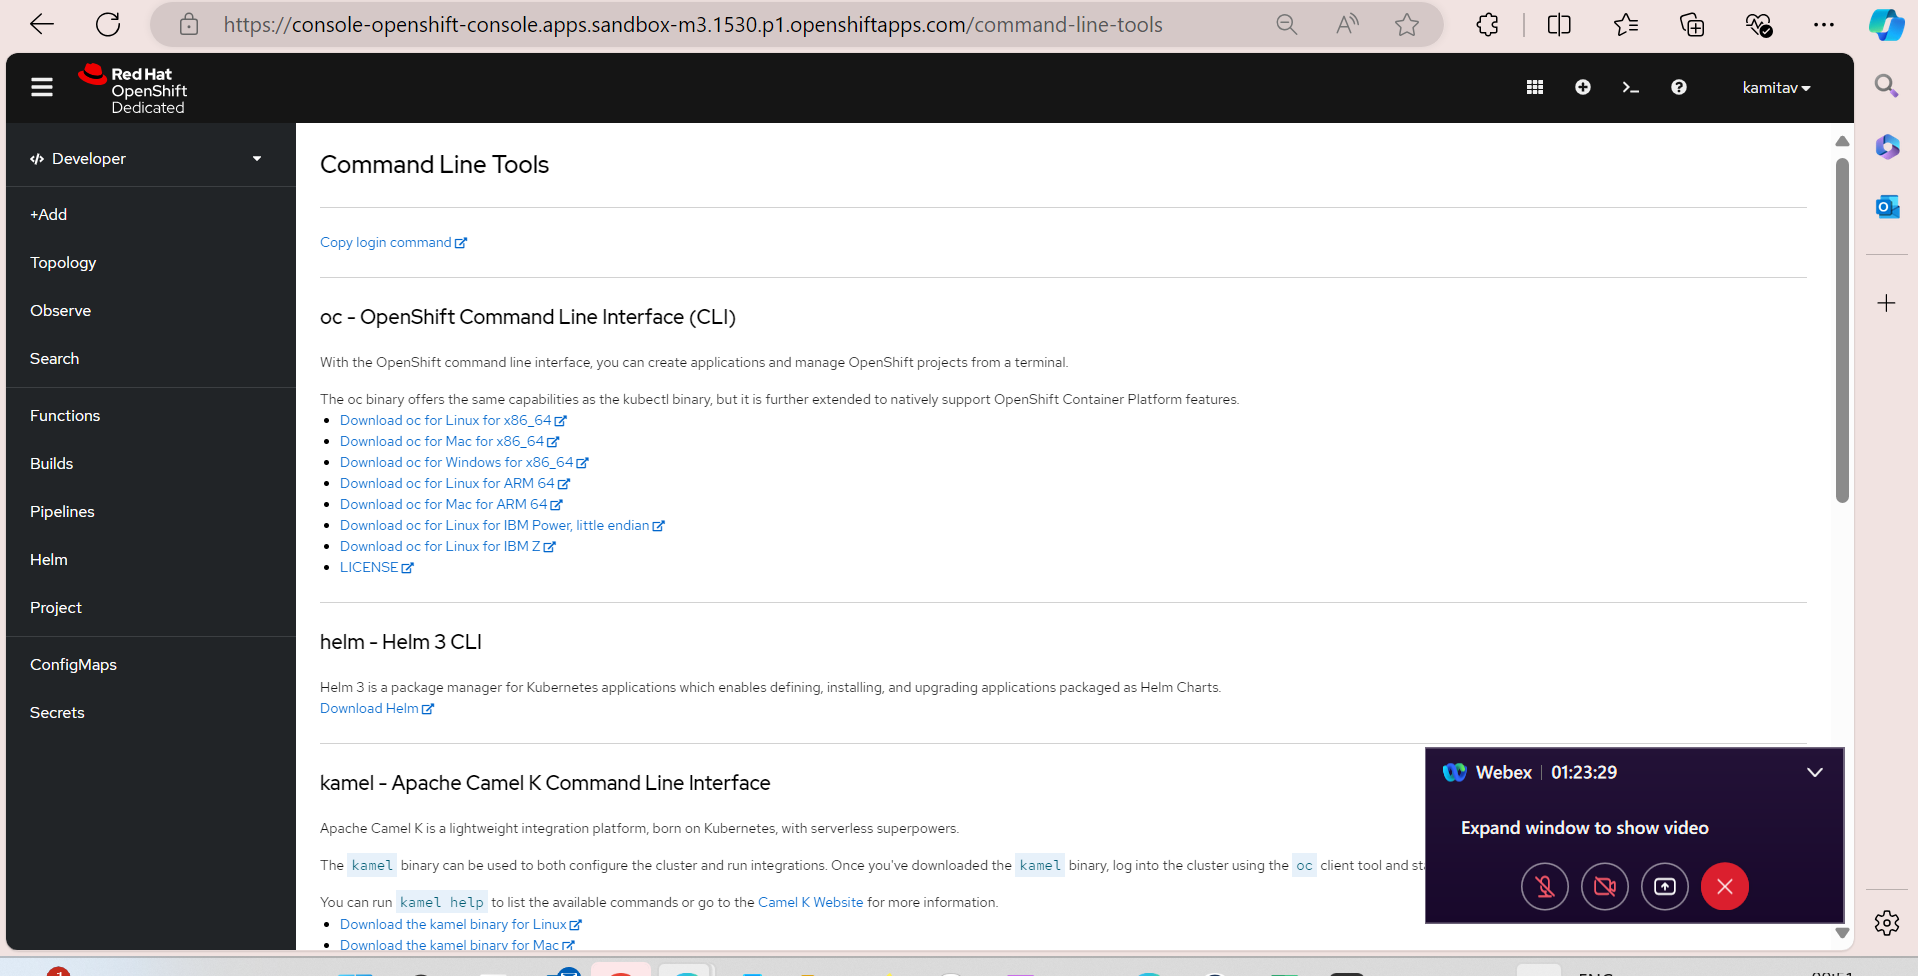 https://console-openshift-console.apps.sandbox-m3.1530.p1.openshiftapps.com/command-line-tools
Red Hat
OpenShift
Dedicated
kamitav
Developer
+Add
Topology
Observe
Search
Functions
Builds
Pipelines
Helm
Project
ConfigMaps
Secrets
Command Line Tools
Copy login command
oc - OpenShift Command Line Interface (CLI)
With the OpenShift command line interface, you can create applications and manage OpenShift projects from a terminal.
The oc binary offers the same capabilities as the kubectl binary, but it is further extended to natively support OpenShift Container Platform features.
Download oc for Linux for x86_64
Download oc for Mac for x86_64
Download oc for Windows for x86_64
Download oc for Linux for ARM 64
Download oc for Mac for ARM 64
Download oc for Linux for IBM Power, little endian
Download oc for Linux for IBM Z
LICENSE
helm - Helm 3 CLI
Helm 3 is a package manager for Kubernetes applications which enables defining, installing, and upgrading applications packaged as Helm Charts.
Download Helm
kamel - Apache Camel K Command Line Interface
Apache Camel K is a lightweight integration platform, born on Kubernetes, with serverless superpowers.
The kamel binary can be used to both configure the cluster and run integrations. Once you've downloaded the kamel binary, log into the cluster using the oc client tool and
You can run kamel help to list the available commands or go to the Camel K Website for more information.
Download the kamel binary for Linux
Download the kamel binary for Mac
Webex | 01:23:29
Expand window to show video